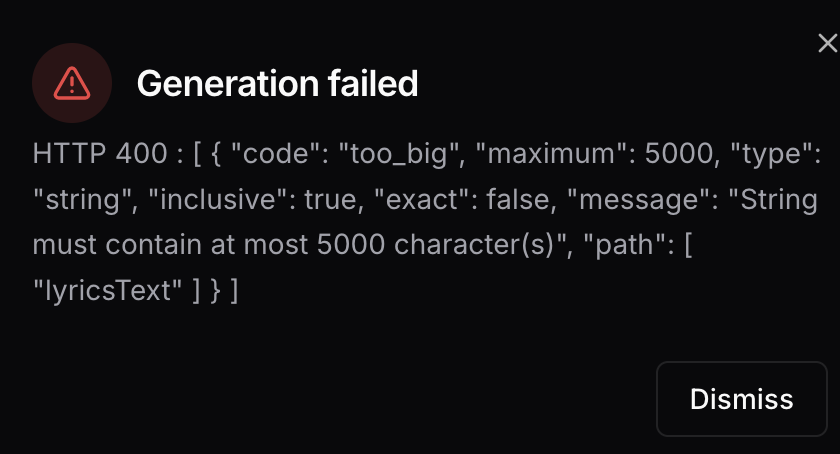 Generation failed
HTTP 400 : [ { "code": "too_big", "maximum": 5000, "type":
"string", "inclusive": true, "exact": false, "message": "String
must contain at most 5000 character(s)", "path": [
"lyricsText" ] } ]
Dismiss